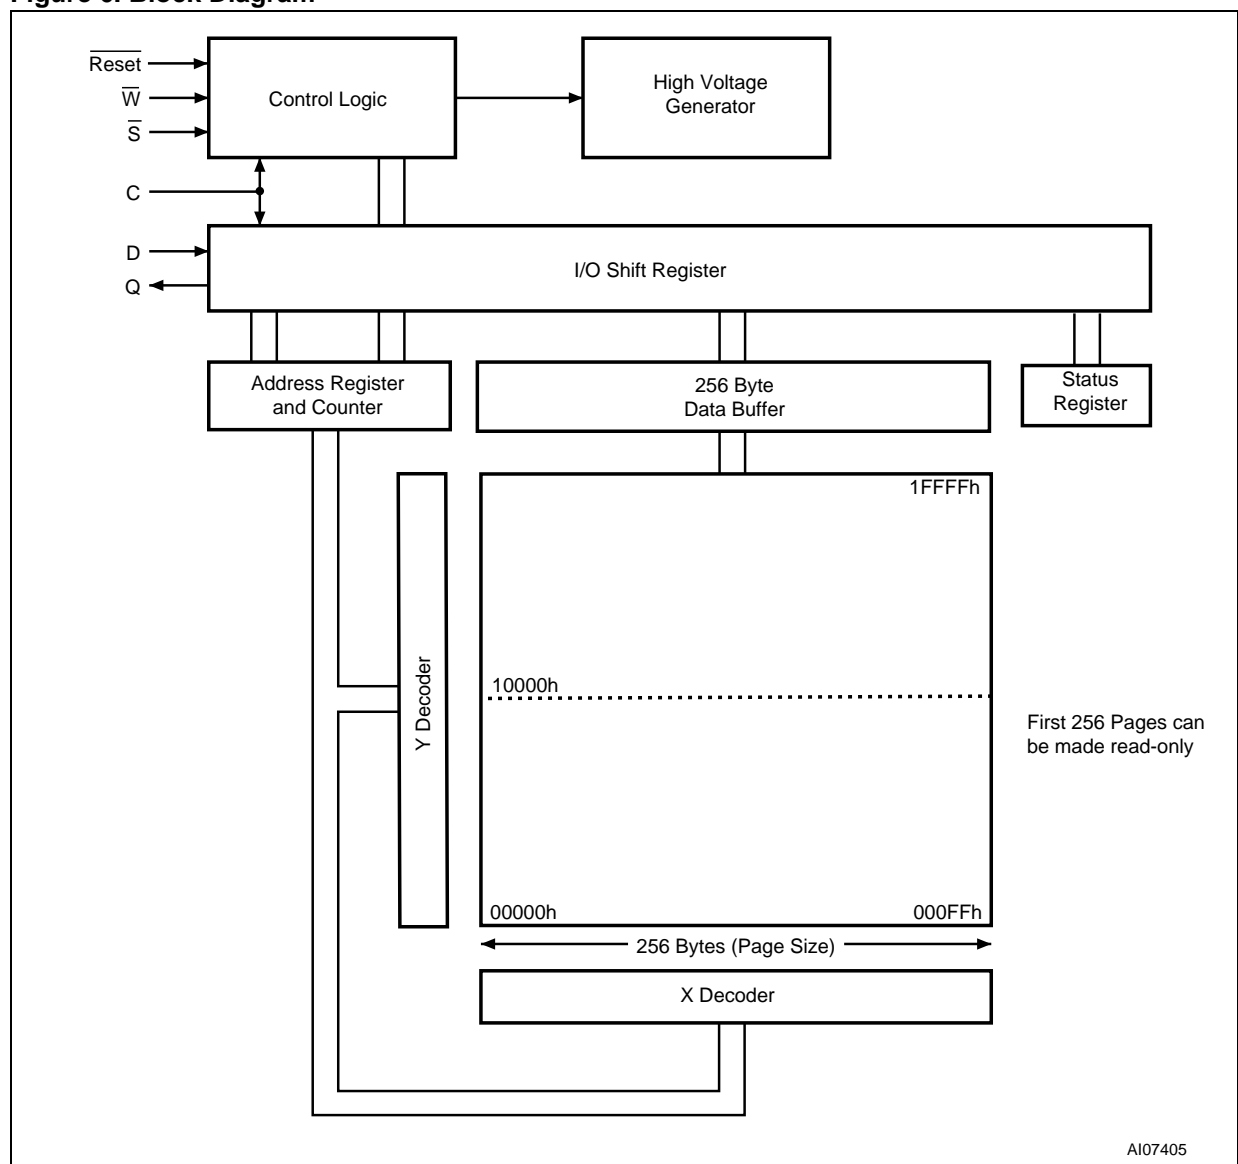 Figure 6. Block Diagram
Reset
W
S
C
D
Q
Control Logic
High Voltage
Generator
I/O Shift Register
Address Register
and Counter
256 Byte
Data Buffer
Status
Register
1FFFFh
Y Decoder
10000h
First 256 Pages can
be made read-only
00000h
000FFh
256 Bytes (Page Size)
X Decoder
AI07405